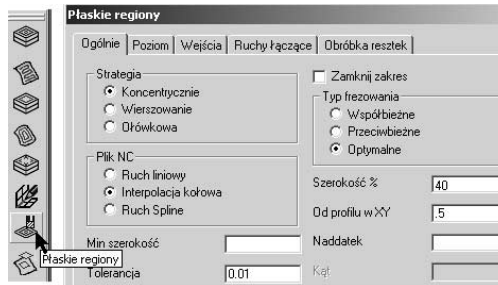 Płaskie regiony
Ogólnie Poziom Wejścia Ruchy łączące Obróbka resztek
Strategia
Koncentrycznie
Wierszowanie
Ołówkowa
Plik NC
Ruch liniowy
Interpolacja kołowa
Ruch Spline
Min szerokość
Tolerancja 0.01
Zamknij zakres
Typ frezowania
Współbieżne
Przeciwbieżne
Optymalne
Szerokość % 40
Od profilu w XY .5
Naddatek
Kąt
Płaskie regiony